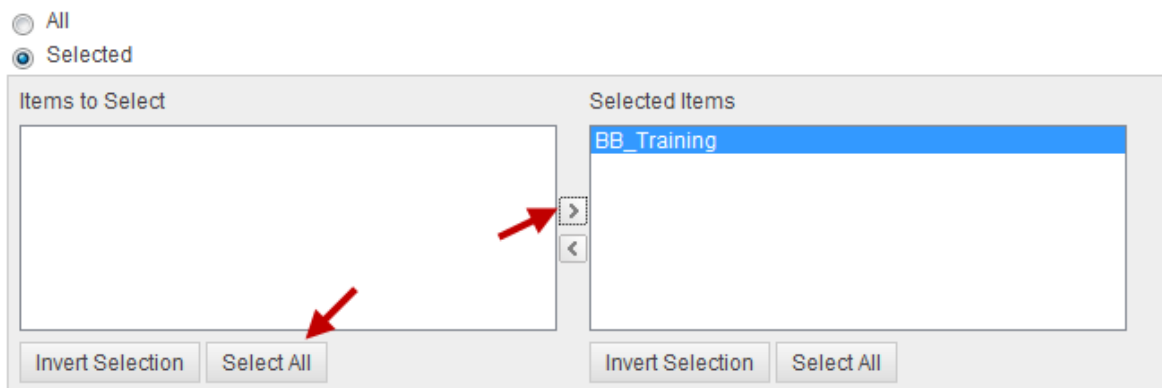 All
Selected
Items to Select
Selected Items
BB_Training
>
<
Invert Selection
Select All
Invert Selection
Select All